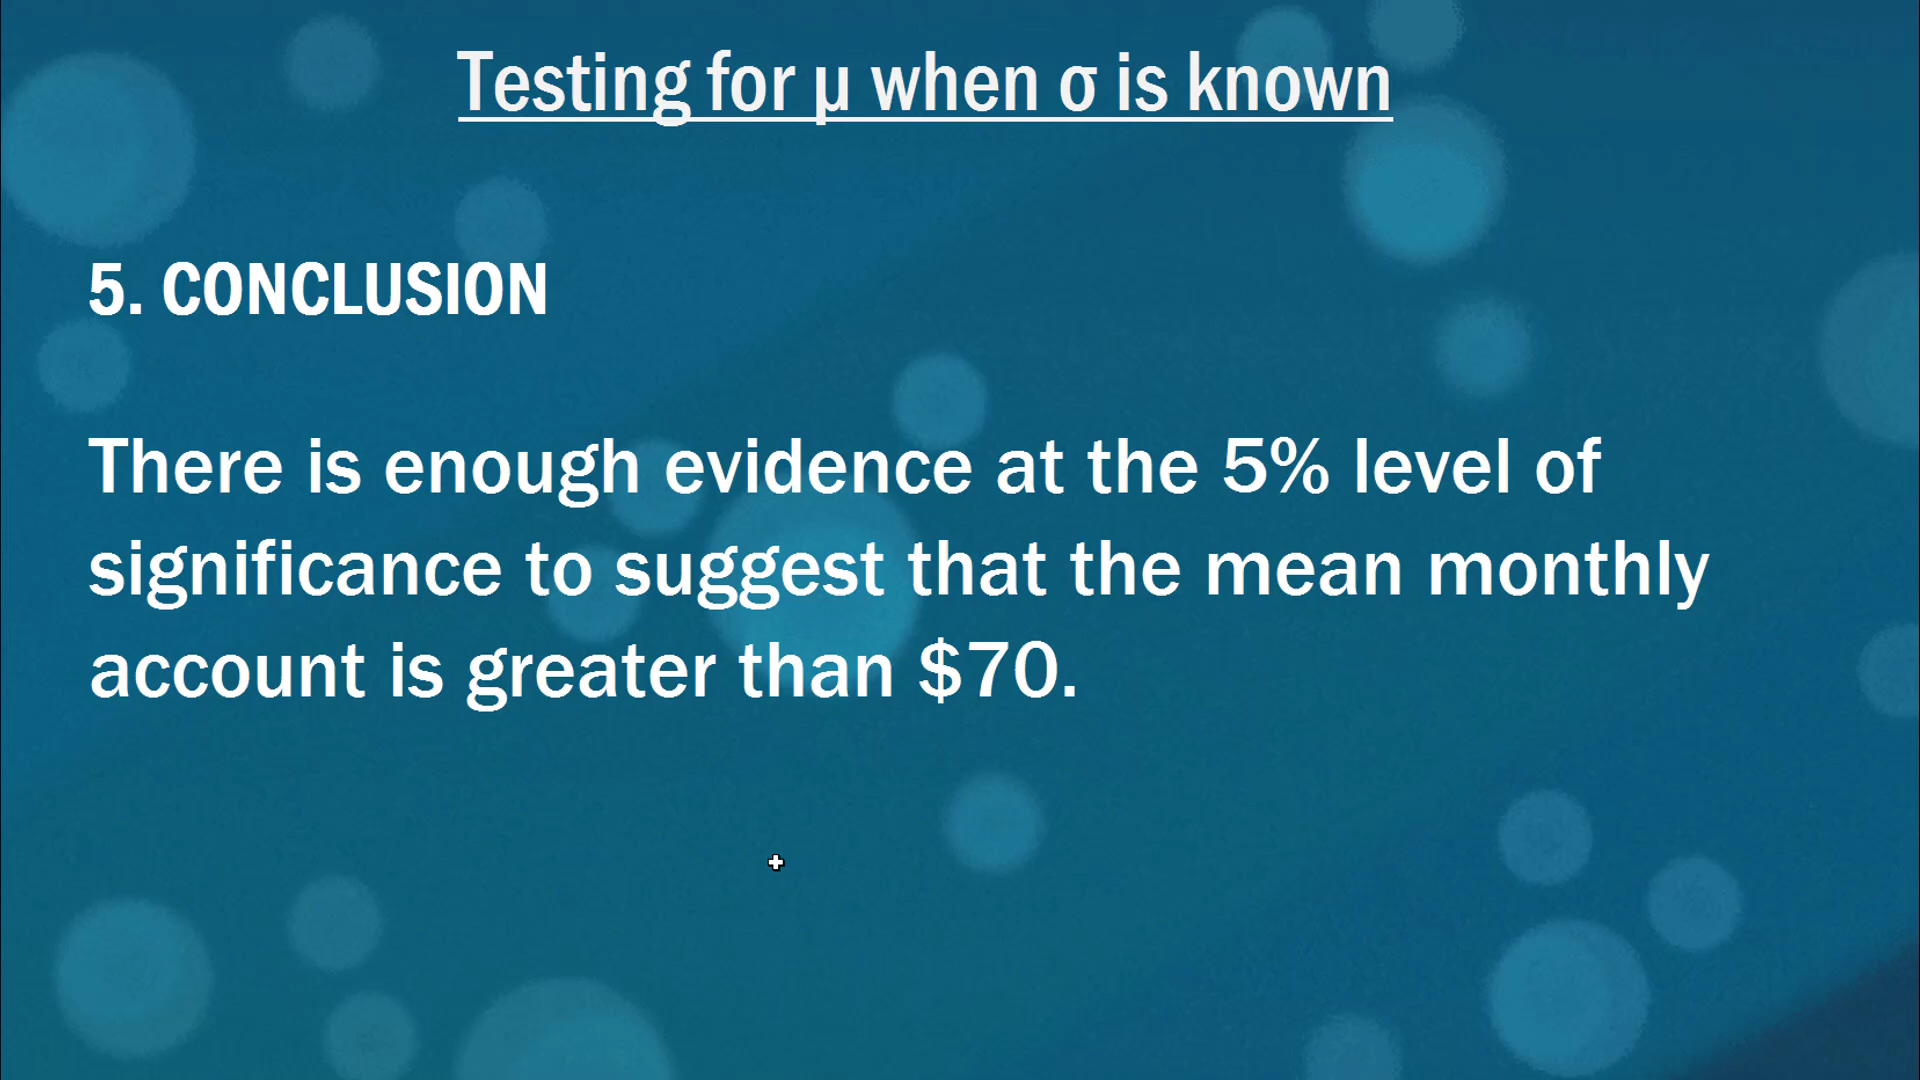 Testing for μ when σ is known
5. CONCLUSION
There is enough evidence at the 5% level of
significance to suggest that the mean monthly
account is greater than $70.